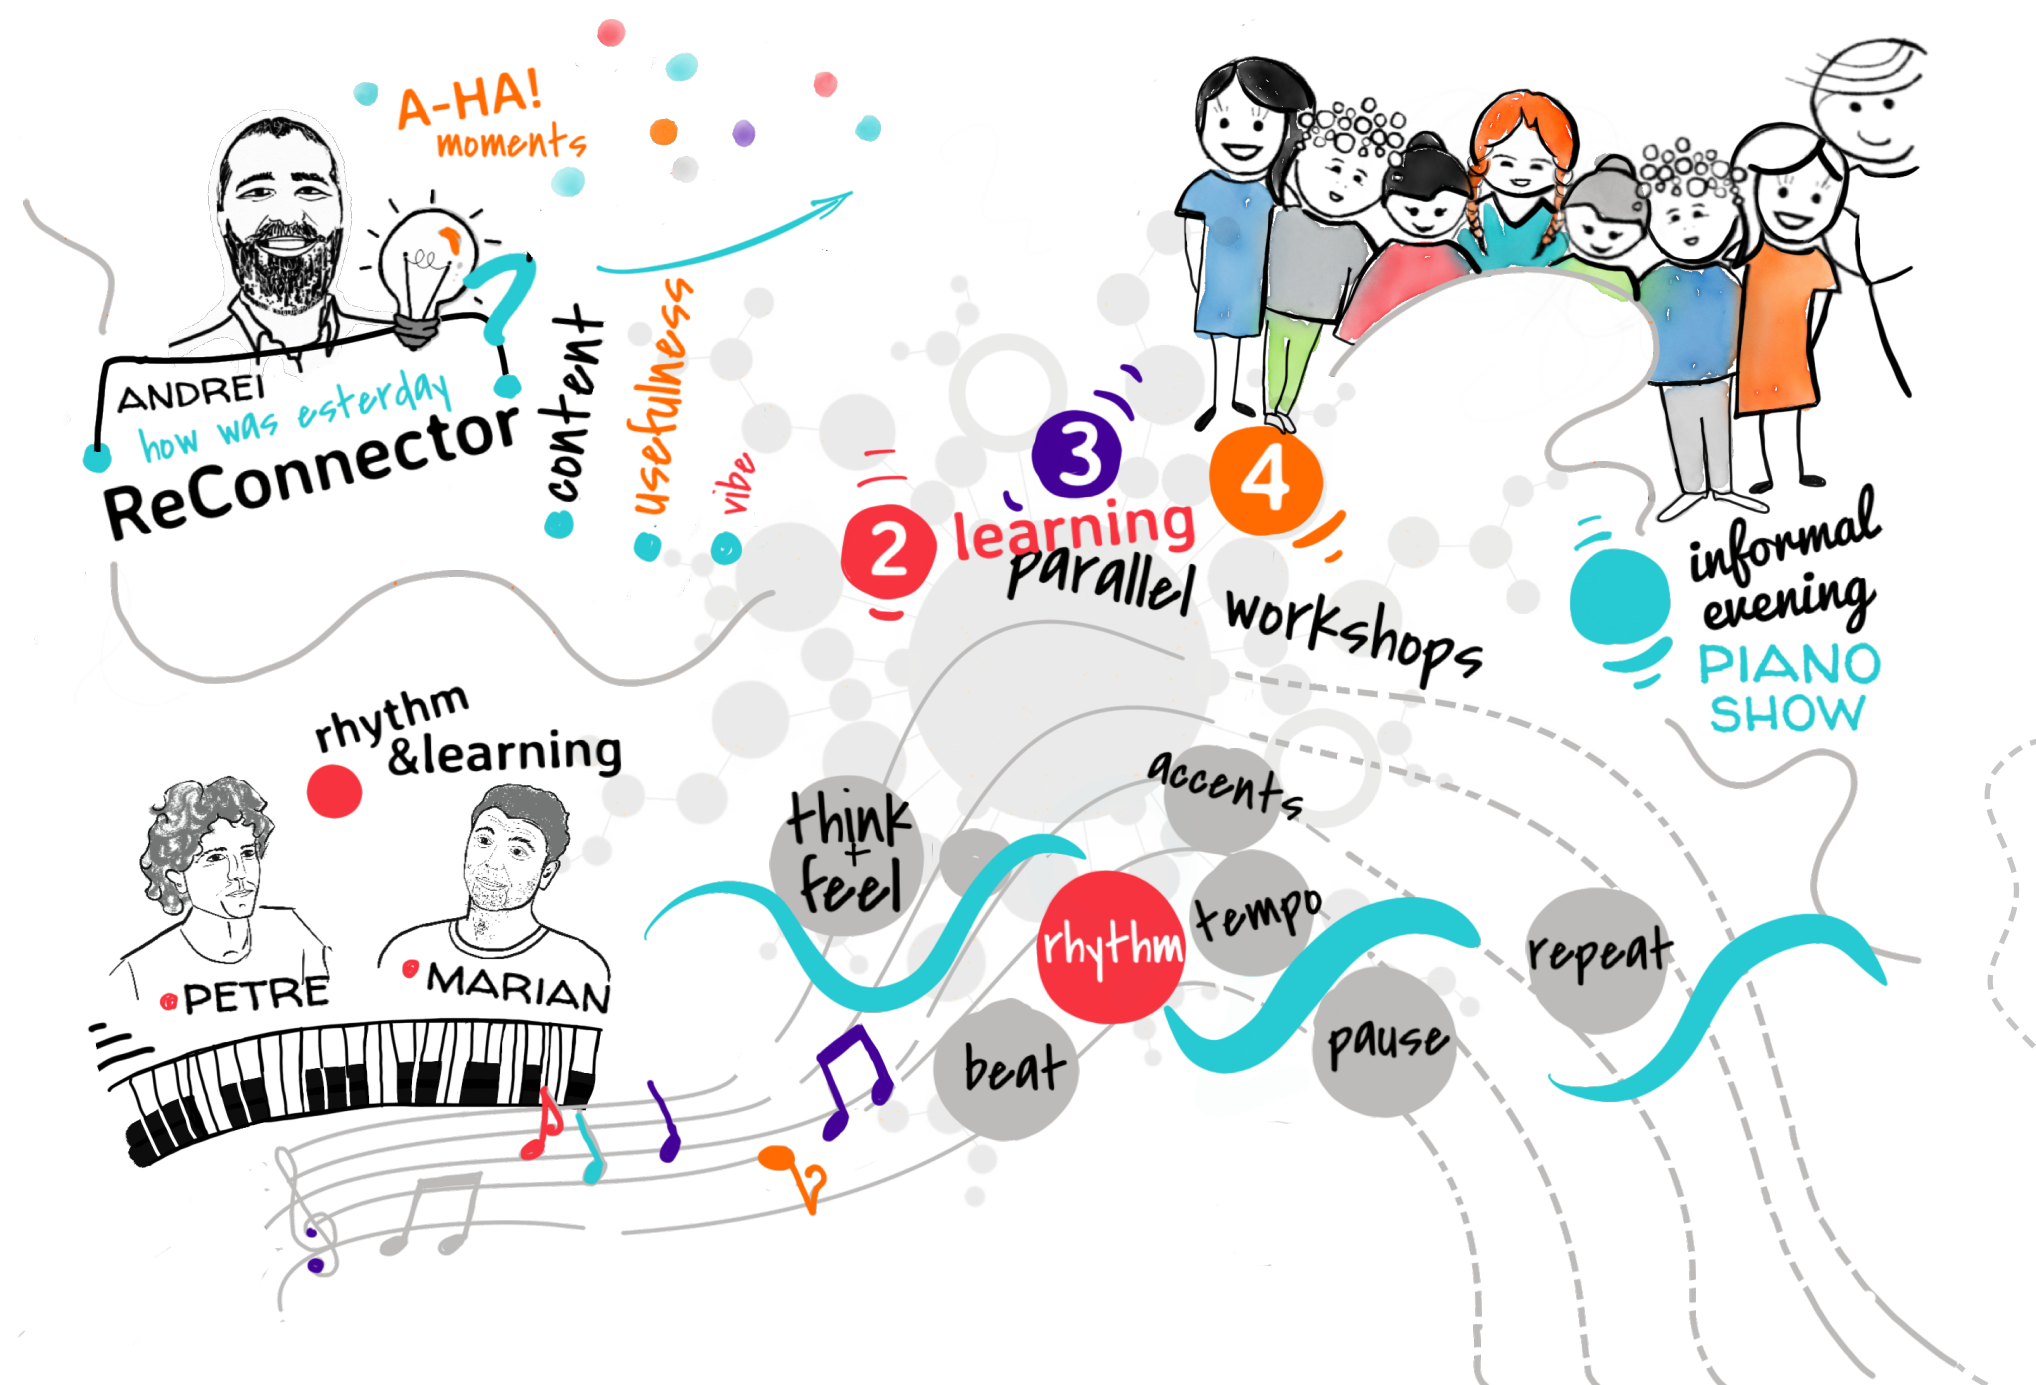 A-HA!
moments
?
ANDREI
how was esterday
ReConnector
content
usefulness
vibe
2
3
4
learning
parallel workshops
informal
evening
PIANO
SHOW
rhythm
&learning
PETRE
MARIAN
think
+
feel
accents
rhythm
tempo
beat
pause
repeat